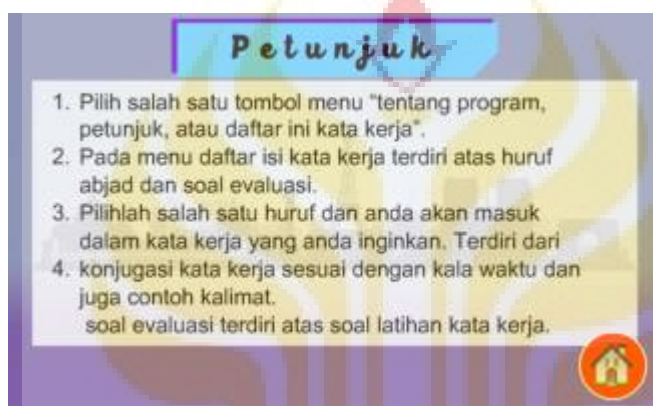 Petunjuk
1. Pilih salah satu tombol menu "tentang program,
petunjuk, atau daftar ini kata kerja".
2. Pada menu daftar isi kata kerja terdiri atas huruf
abjad dan soal evaluasi.
3. Pilihlah salah satu huruf dan anda akan masuk
dalam kata kerja yang anda inginkan. Terdiri dari
4. konjugasi kata kerja sesuai dengan kala waktu dan
juga contoh kalimat.
soal evaluasi terdiri atas soal latihan kata kerja.